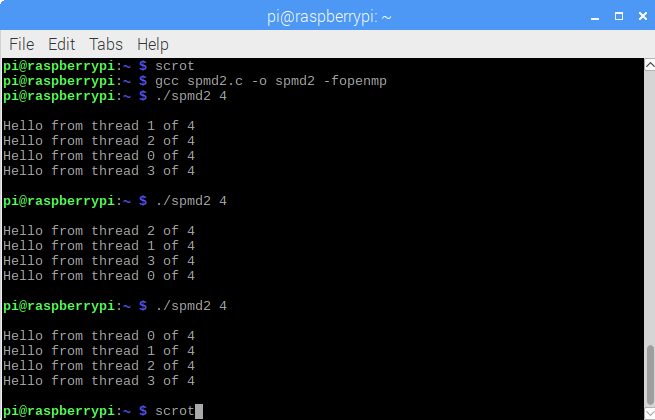 pi@raspberrypi: ~
File Edit Tabs Help
pi@raspberrypi:~ $ scrot
pi@raspberrypi:~ $ gcc spmd2.c -o spmd2 -fopenmp
pi@raspberrypi:~ $ ./spmd2 4
Hello from thread 1 of 4
Hello from thread 2 of 4
Hello from thread 0 of 4
Hello from thread 3 of 4
pi@raspberrypi:~ $ ./spmd2 4
Hello from thread 2 of 4
Hello from thread 1 of 4
Hello from thread 3 of 4
Hello from thread 0 of 4
pi@raspberrypi:~ $ ./spmd2 4
Hello from thread 0 of 4
Hello from thread 1 of 4
Hello from thread 2 of 4
Hello from thread 3 of 4
pi@raspberrypi:~ $ scrot